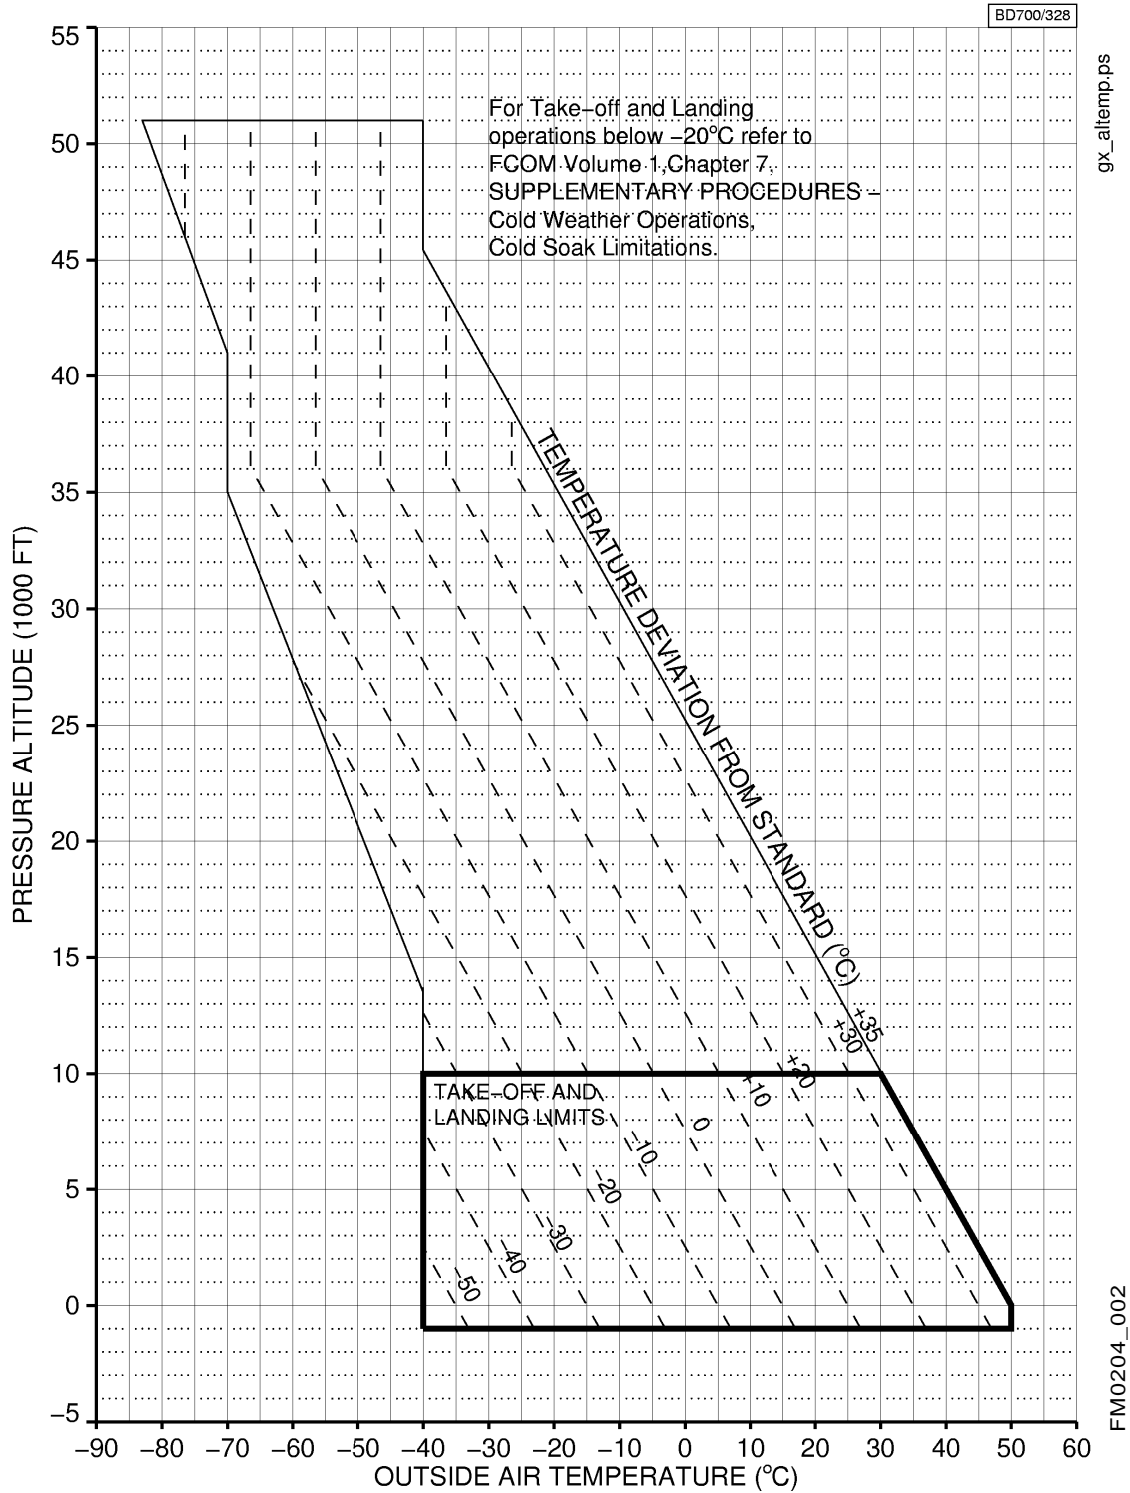 BD700/328
gx_altemp.ps
For Take–off and Landing
operations below –20°C refer to
FCOM Volume 1,Chapter 7,
SUPPLEMENTARY PROCEDURES –
Cold Weather Operations,
Cold Soak Limitations.
PRESSURE ALTITUDE (1000 FT)
55
50
45
40
35
30
25
20
15
10
5
0
–5
TEMPERATURE DEVIATION FROM STANDARD (°C)
+35
+30
+20
+10
0
–10
–20
–30
–40
–50
TAKE–OFF AND
LANDING LIMITS
–90 –80 –70 –60 –50 –40 –30 –20 –10 0 10 20 30 40 50 60
OUTSIDE AIR TEMPERATURE (°C)
FM0204_002